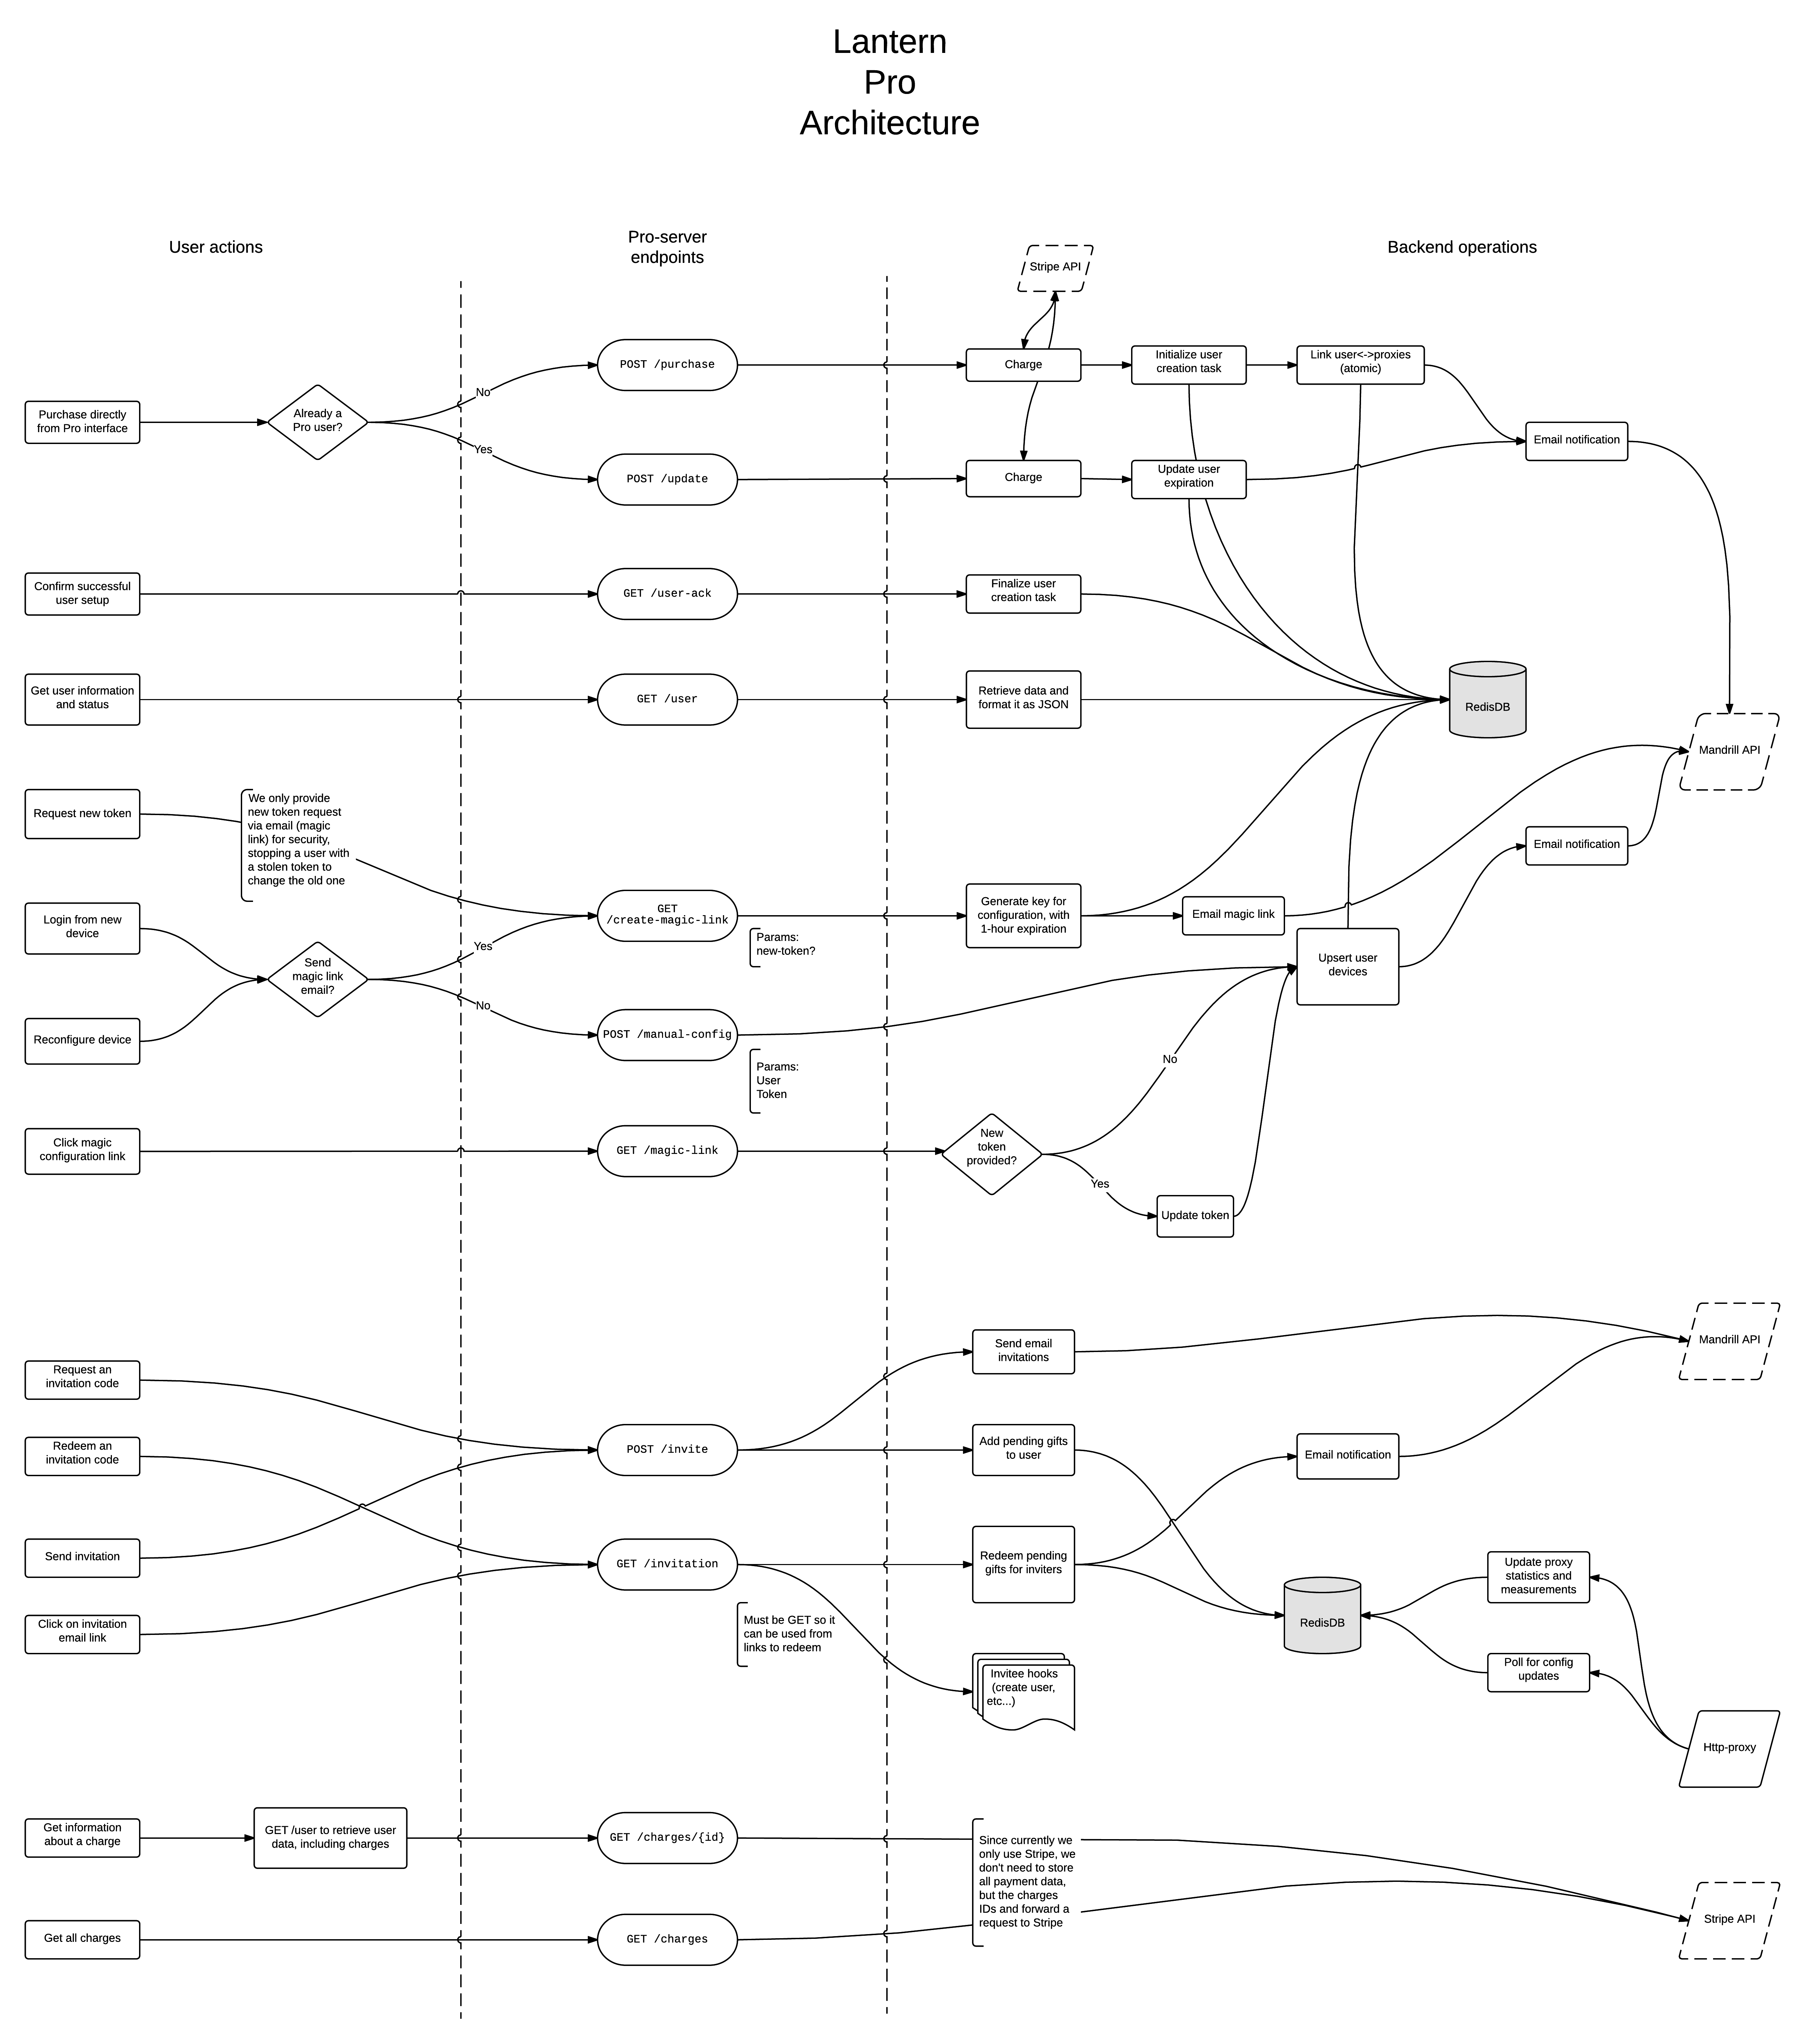 Lantern
Pro
Architecture
User actions
Pro-server
endpoints
Backend operations
Stripe API
Purchase directly
from Pro interface
Already a
Pro user?
No
Yes
POST /purchase
POST /update
Charge
Initialize user
creation task
Link user<->proxies
(atomic)
Charge
Update user
expiration
Email notification
Confirm successful
user setup
GET /user-ack
Finalize user
creation task
Get user information
and status
GET /user
Retrieve data and
format it as JSON
RedisDB
Mandrill API
Request new token
We only provide
new token request
via email (magic
link) for security,
stopping a user with
a stolen token to
change the old one
Login from new
device
Reconfigure device
Send
magic link
email?
Yes
No
GET
/create-magic-link
Params:
new-token?
Generate key for
configuration, with
1-hour expiration
Email magic link
Email notification
Upsert user
devices
POST /manual-config
Params:
User
Token
Click magic
configuration link
GET /magic-link
New
token
provided?
No
Yes
Update token
Request an
invitation code
Redeem an
invitation code
Send invitation
Click on invitation
email link
POST /invite
GET /invitation
Must be GET so it
can be used from
links to redeem
Send email
invitations
Add pending gifts
to user
Redeem pending
gifts for inviters
Invitee hooks
(create user,
etc...)
Mandrill API
Email notification
RedisDB
Update proxy
statistics and
measurements
Poll for config
updates
Http-proxy
Get information
about a charge
GET /user to retrieve user
data, including charges
GET /charges/{id}
Get all charges
GET /charges
Since currently we
only use Stripe, we
don't need to store
all payment data,
but the charges
IDs and forward a
request to Stripe
Stripe API